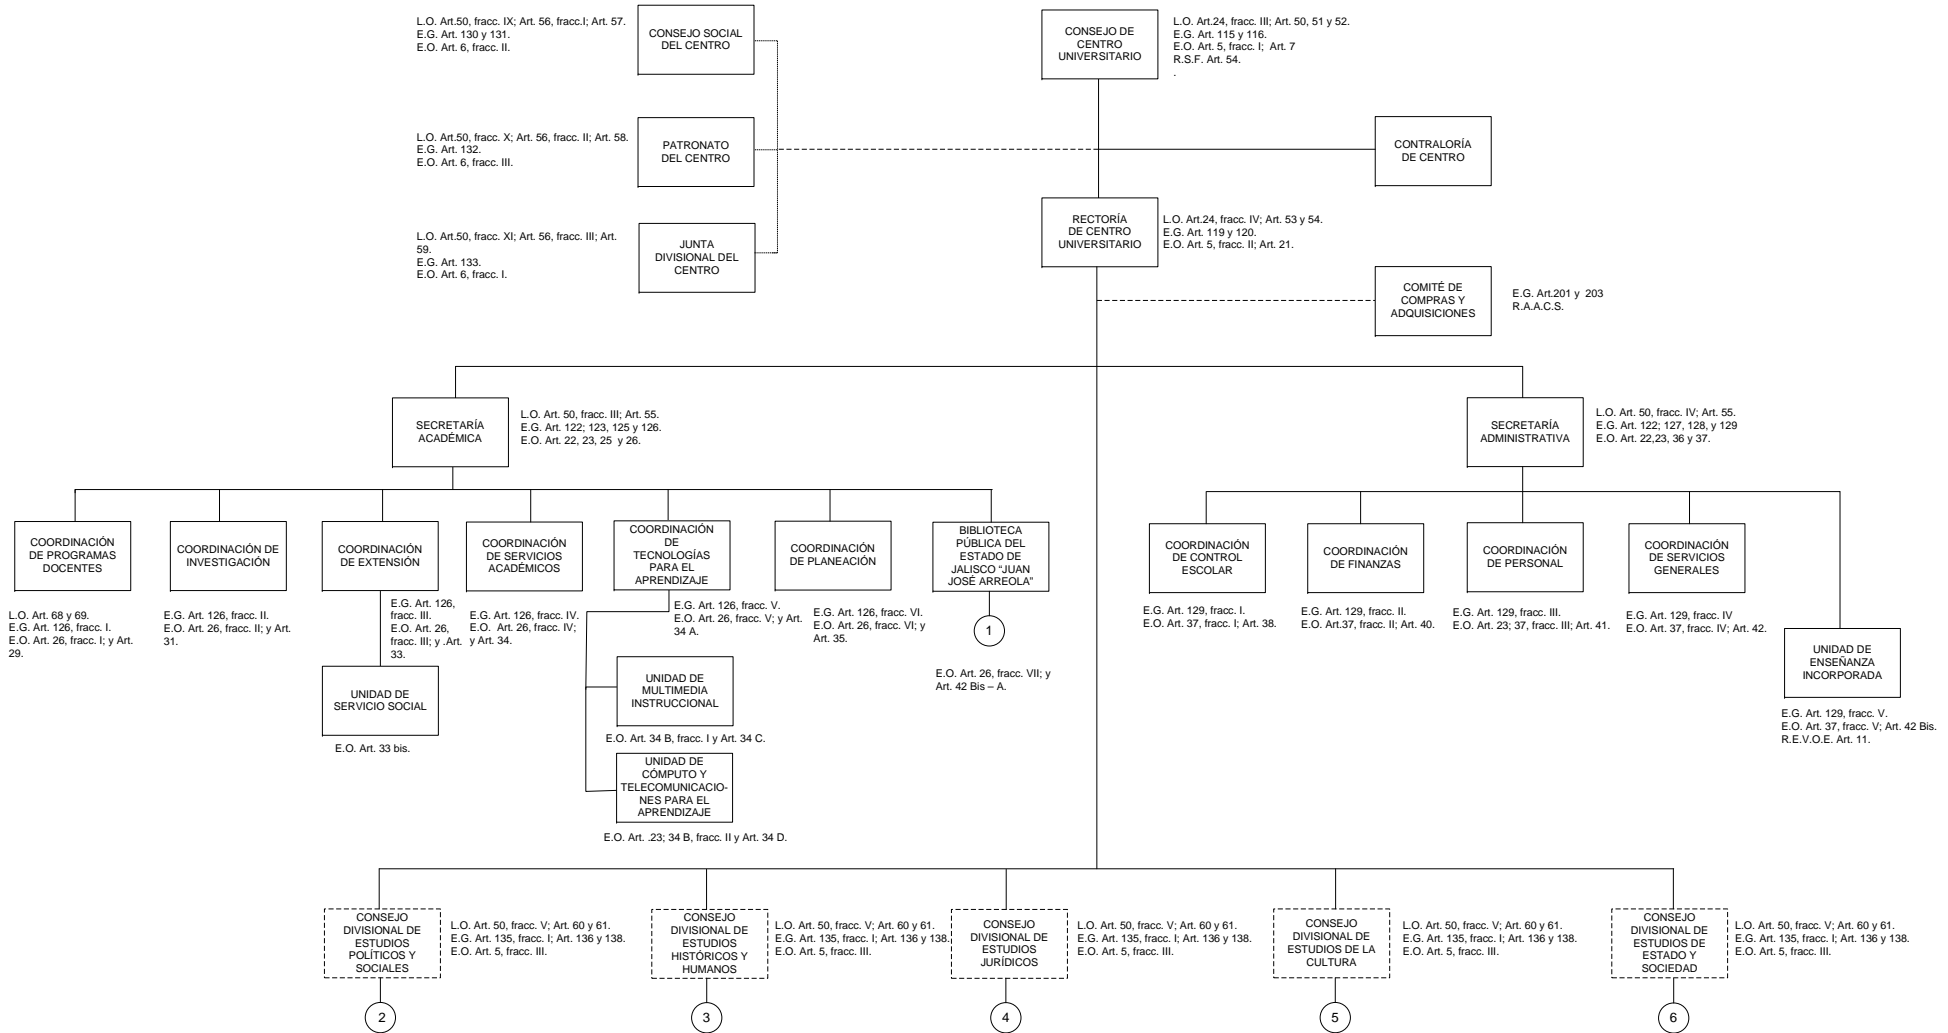 L.O. Art.50, fracc. IX; Art. 56, fracc.I; Art. 57.
E.G. Art. 130 y 131.
E.O. Art. 6, fracc. II.
CONSEJO SOCIAL
DEL CENTRO
CONSEJO DE
CENTRO
UNIVERSITARIO
L.O. Art.24, fracc. III; Art. 50, 51 y 52.
E.G. Art. 115 y 116.
E.O. Art. 5, fracc. I;  Art. 7
R.S.F. Art. 54.
.
L.O. Art.50, fracc. X; Art. 56, fracc. II; Art. 58.
E.G. Art. 132.
E.O. Art. 6, fracc. III.
PATRONATO
DEL CENTRO
CONTRALORÍA
DE CENTRO
L.O. Art.50, fracc. XI; Art. 56, fracc. III; Art.
59.
E.G. Art. 133.
E.O. Art. 6, fracc. I.
JUNTA
DIVISIONAL DEL
CENTRO
RECTORÍA
DE CENTRO
UNIVERSITARIO
L.O. Art.24, fracc. IV; Art. 53 y 54.
E.G. Art. 119 y 120.
E.O. Art. 5, fracc. II; Art. 21.
COMITÉ DE
COMPRAS Y
ADQUISICIONES
E.G. Art.201 y  203
R.A.A.C.S.
SECRETARÍA
ACADÉMICA
L.O. Art. 50, fracc. III; Art. 55.
E.G. Art. 122; 123, 125 y 126.
E.O. Art. 22, 23, 25  y 26.
SECRETARÍA
ADMINISTRATIVA
L.O. Art. 50, fracc. IV; Art. 55.
E.G. Art. 122; 127, 128, y 129
E.O. Art. 22,23, 36 y 37.
COORDINACIÓN
DE PROGRAMAS
DOCENTES
L.O. Art. 68 y 69.
E.G. Art. 126, fracc. I.
E.O. Art. 26, fracc. I; y Art.
29.
COORDINACIÓN DE
INVESTIGACIÓN
E.G. Art. 126, fracc. II.
E.O. Art. 26, fracc. II; y Art.
31.
COORDINACIÓN
DE EXTENSIÓN
E.G. Art. 126,
fracc. III.
E.O. Art. 26,
fracc. III; y .Art.
33.
UNIDAD DE
SERVICIO SOCIAL
E.O. Art. 33 bis.
COORDINACIÓN
DE SERVICIOS
ACADÉMICOS
E.G. Art. 126, fracc. IV.
E.O.  Art. 26, fracc. IV;
y Art. 34.
COORDINACIÓN
DE
TECNOLOGÍAS
PARA EL
APRENDIZAJE
E.G. Art. 126, fracc. V.
E.O. Art. 26, fracc. V; y Art.
34 A.
UNIDAD DE
MULTIMEDIA
INSTRUCCIONAL
E.O. Art. 34 B, fracc. I y Art. 34 C.
UNIDAD DE
CÓMPUTO Y
TELECOMUNICACIO-
NES PARA EL
APRENDIZAJE
E.O. Art. .23; 34 B, fracc. II y Art. 34 D.
COORDINACIÓN
DE PLANEACIÓN
E.G. Art. 126, fracc. VI.
E.O. Art. 26, fracc. VI; y
Art. 35.
BIBLIOTECA
PÚBLICA DEL
ESTADO DE
JALISCO “JUAN
JOSÉ ARREOLA”
1
E.O. Art. 26, fracc. VII; y
Art. 42 Bis – A.
COORDINACIÓN
DE CONTROL
ESCOLAR
E.G. Art. 129, fracc. I.
E.O. Art. 37, fracc. I; Art. 38.
COORDINACIÓN
DE FINANZAS
E.G. Art. 129, fracc. II.
E.O. Art.37, fracc. II; Art. 40.
COORDINACIÓN
DE PERSONAL
E.G. Art. 129, fracc. III.
E.O. Art. 23; 37, fracc. III; Art. 41.
COORDINACIÓN
DE SERVICIOS
GENERALES
E.G. Art. 129, fracc. IV
E.O. Art. 37, fracc. IV; Art. 42.
UNIDAD DE
ENSEÑANZA
INCORPORADA
E.G. Art. 129, fracc. V.
E.O. Art. 37, fracc. V; Art. 42 Bis.
R.E.V.O.E. Art. 11.
CONSEJO
DIVISIONAL DE
ESTUDIOS
POLÍTICOS Y
SOCIALES
L.O. Art. 50, fracc. V; Art. 60 y 61.
E.G. Art. 135, fracc. I; Art. 136 y 138.
E.O. Art. 5, fracc. III.
2
CONSEJO
DIVISIONAL DE
ESTUDIOS
HISTÓRICOS Y
HUMANOS
L.O. Art. 50, fracc. V; Art. 60 y 61.
E.G. Art. 135, fracc. I; Art. 136 y 138.
E.O. Art. 5, fracc. III.
3
CONSEJO
DIVISIONAL DE
ESTUDIOS
JURÍDICOS
L.O. Art. 50, fracc. V; Art. 60 y 61.
E.G. Art. 135, fracc. I; Art. 136 y 138.
E.O. Art. 5, fracc. III.
4
CONSEJO
DIVISIONAL DE
ESTUDIOS DE LA
CULTURA
L.O. Art. 50, fracc. V; Art. 60 y 61.
E.G. Art. 135, fracc. I; Art. 136 y 138.
E.O. Art. 5, fracc. III.
5
CONSEJO
DIVISIONAL DE
ESTUDIOS DE
ESTADO Y
SOCIEDAD
L.O. Art. 50, fracc. V; Art. 60 y 61.
E.G. Art. 135, fracc. I; Art. 136 y 138.
E.O. Art. 5, fracc. III.
6